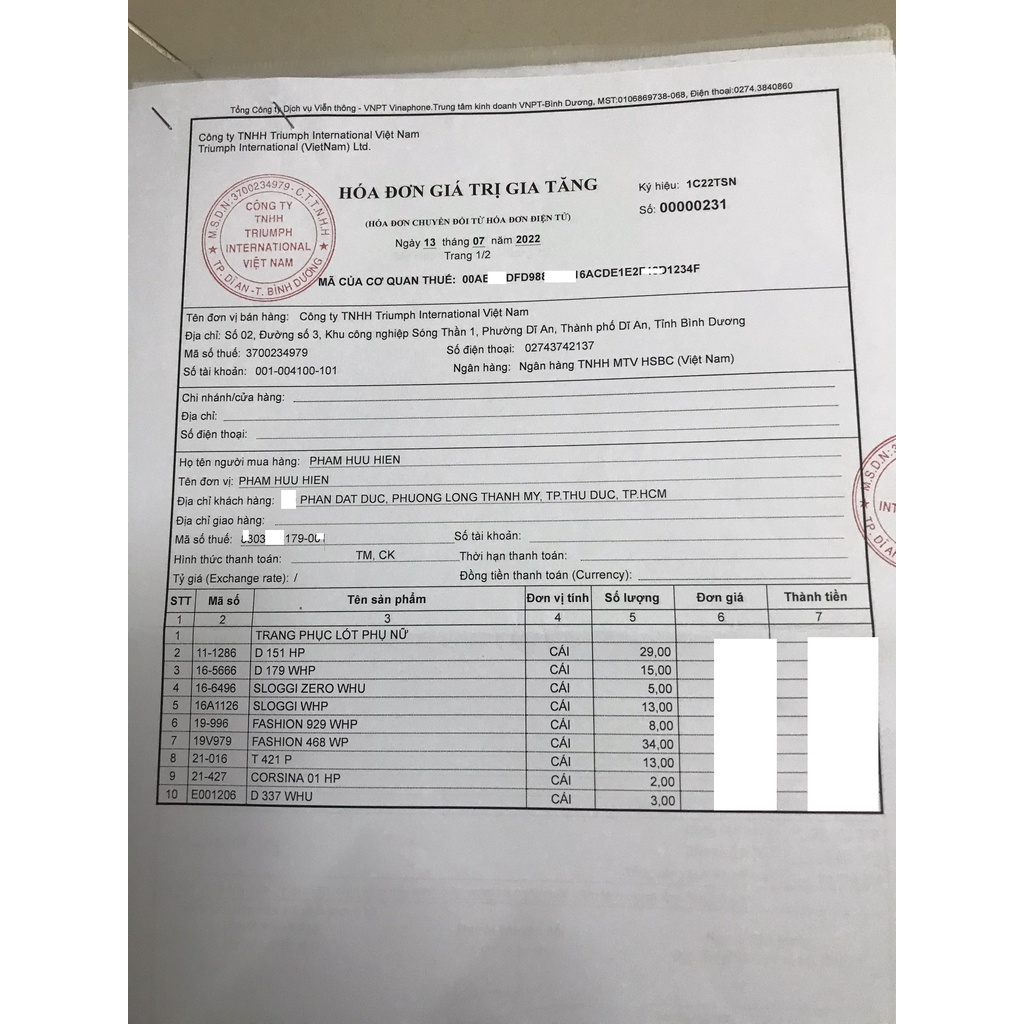 Tổng Công ty Dịch vụ Viễn thông - VNPT Vinaphone.Trung tâm kinh doanh VNPT-Bình Dương, MST:0106869738-068, Điện thoại:0274.3840860
Công ty TNHH Triumph International Việt Nam
Triumph International (VietNam) Ltd.
HÓA ĐƠN GIÁ TRỊ GIA TĂNG
Ký hiệu: 1C22TSN
Số: 00000231
(HÓA ĐƠN CHUYỂN ĐỔI TỪ HÓA ĐƠN ĐIỆN TỬ)
Ngày 13 tháng 07 năm 2022
Trang 1/2
M.S.D.N: 3700234979 - C.T.T.N.H.H
CÔNG TY
TNHH
TRIUMPH
INTERNATIONAL
VIỆT NAM
TP. DĨ AN - T. BÌNH DƯƠNG
MÃ CỦA CƠ QUAN THUẾ: 00AE DFD98 16ACDE1E2 1234F
Tên đơn vị bán hàng: Công ty TNHH Triumph International Việt Nam
Địa chỉ: Số 02, Đường số 3, Khu công nghiệp Sóng Thần 1, Phường Dĩ An, Thành phố Dĩ An, Tỉnh Bình Dương
Mã số thuế: 3700234979 Số điện thoại: 02743742137
Số tài khoản: 001-004100-101 Ngân hàng: Ngân hàng TNHH MTV HSBC (Việt Nam)
Chi nhánh/cửa hàng:
Địa chỉ:
Số điện thoại:
Họ tên người mua hàng: PHAM HUU HIEN
Tên đơn vị: PHAM HUU HIEN
Địa chỉ khách hàng: PHAN DAT DUC, PHUONG LONG THANH MY, TP.THU DUC, TP.HCM
Địa chỉ giao hàng:
Mã số thuế: 8303 179-001 Số tài khoản:
Hình thức thanh toán: TM, CK Thời hạn thanh toán:
Tỷ giá (Exchange rate): / Đồng tiền thanh toán (Currency):
STT Mã số Tên sản phẩm Đơn vị tính Số lượng Đơn giá Thành tiền
1 2 3 4 5 6 7
1 TRANG PHỤC LÓT PHỤ NỮ
2 11-1286 D 151 HP CÁI 29,00
3 16-5666 D 179 WHP CÁI 15,00
4 16-6496 SLOGGI ZERO WHU CÁI 5,00
5 16A1126 SLOGGI WHP CÁI 13,00
6 19-996 FASHION 929 WHP CÁI 8,00
7 19V979 FASHION 468 WP CÁI 34,00
8 21-016 T 421 P CÁI 13,00
9 21-427 CORSINA 01 HP CÁI 2,00
10 E001206 D 337 WHU CÁI 3,00
M.S.D.N:3
INT
TP. DĨ AN